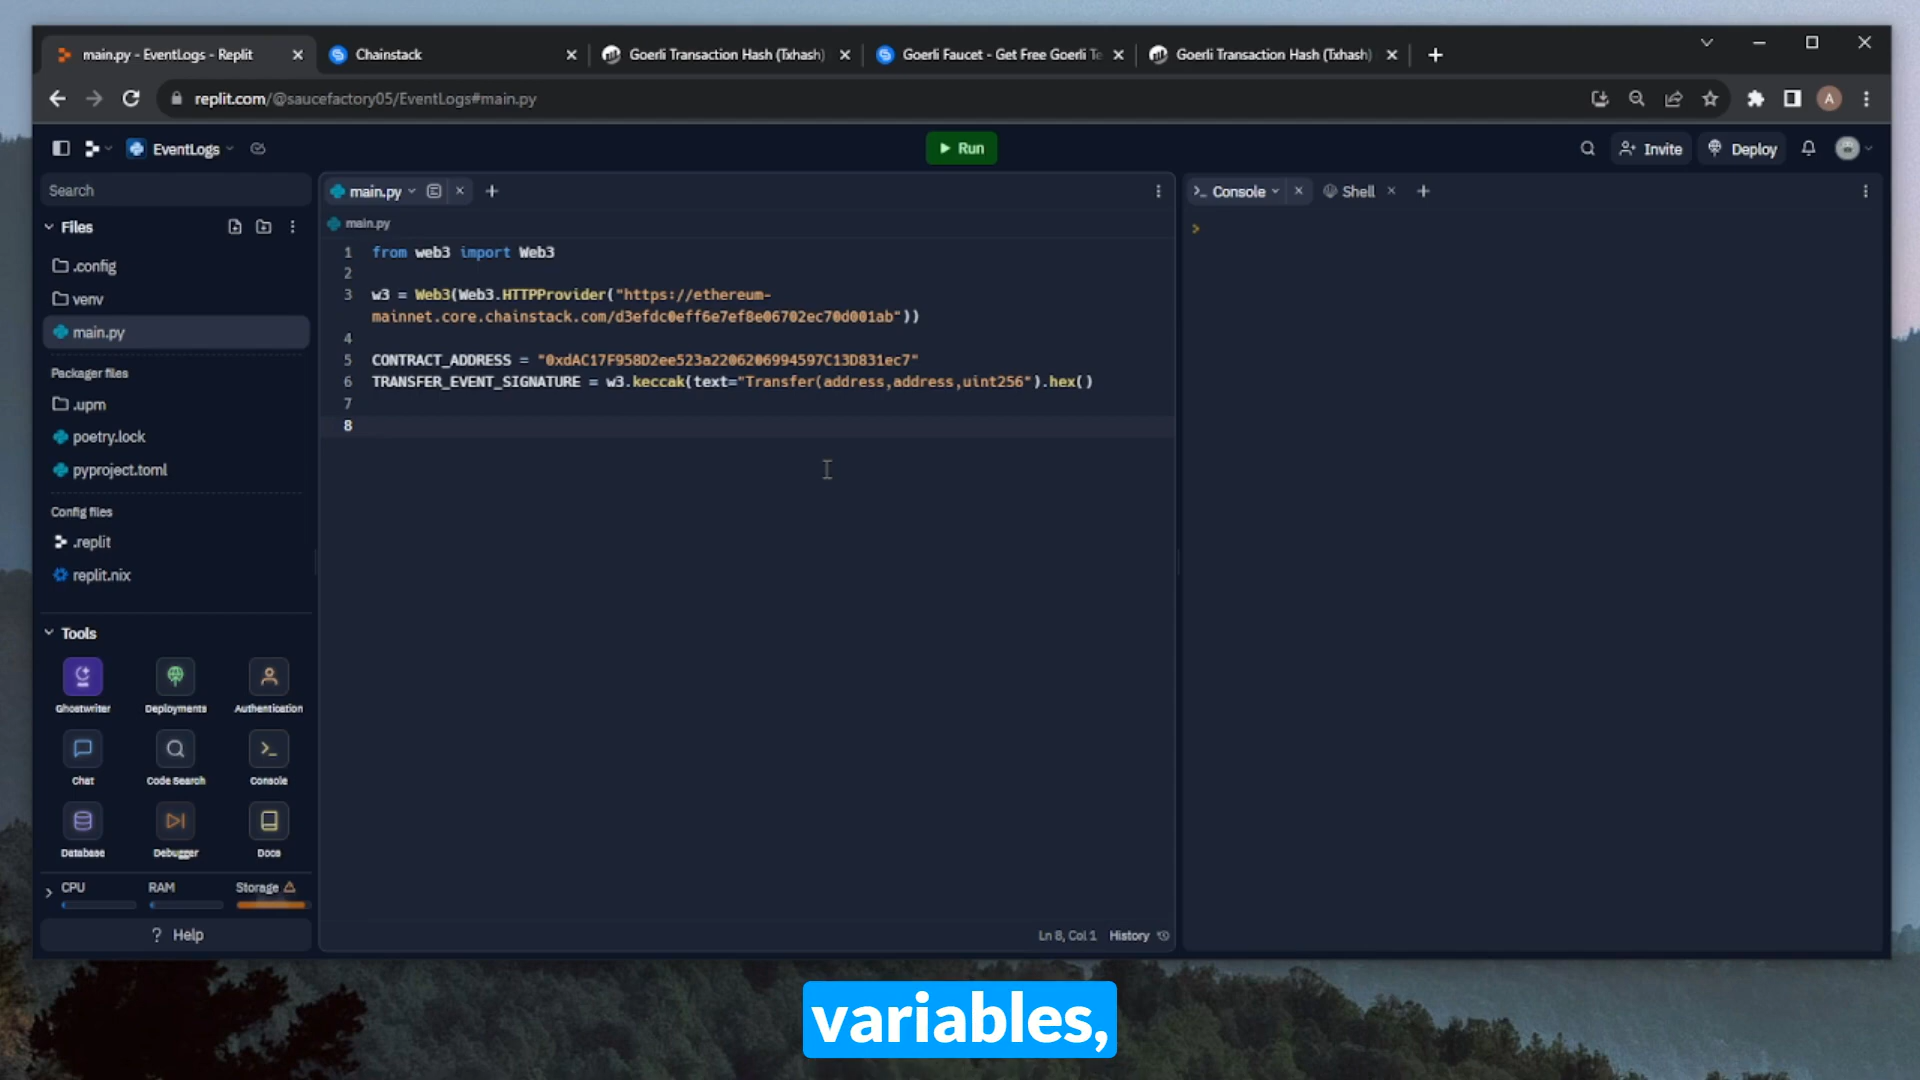 main.py - EventLogs - Replit
Chainstack
Goerli Transaction Hash (Txhash)
Goerli Faucet - Get Free Goerli Te
Goerli Transaction Hash (Txhash)
replit.com/@saucefactory05/EventLogs#main.py
A
EventLogs
Run
Invite
Deploy
Search
Files
.config
venv
main.py
Packager files
.upm
poetry.lock
pyproject.toml
Config files
.replit
replit.nix
Tools
Ghostwriter
Deployments
Authentication
Chat
Code Search
Console
Database
Debugger
Docs
CPU
RAM
Storage
? Help
main.py
main.py
1 from web3 import Web3
2
3 w3 = Web3(Web3.HTTPProvider("https://ethereum-
mainnet.core.chainstack.com/d3efdc0eff6e7ef8e06702ec70d001ab"))
4
5 CONTRACT_ADDRESS = "0xdAC17F958D2ee523a2206206994597C13D831ec7"
6 TRANSFER_EVENT_SIGNATURE = w3.keccak(text="Transfer(address,address,uint256").hex()
7
8
Ln 8, Col 1 History
>_ Console
Shell
>
variables,